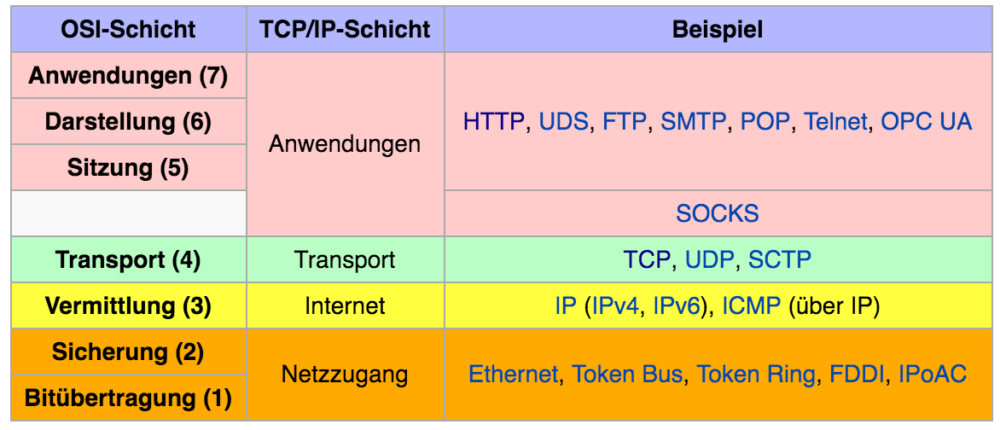 OSI-Schicht TCP/IP-Schicht Beispiel
Anwendungen (7)
Darstellung (6)
Sitzung (5)
Anwendungen
HTTP, UDS, FTP, SMTP, POP, Telnet, OPC UA
SOCKS
Transport (4) Transport TCP, UDP, SCTP
Vermittlung (3) Internet IP (IPv4, IPv6), ICMP (über IP)
Sicherung (2)
Bitübertragung (1)
Netzzugang
Ethernet, Token Bus, Token Ring, FDDI, IPoAC